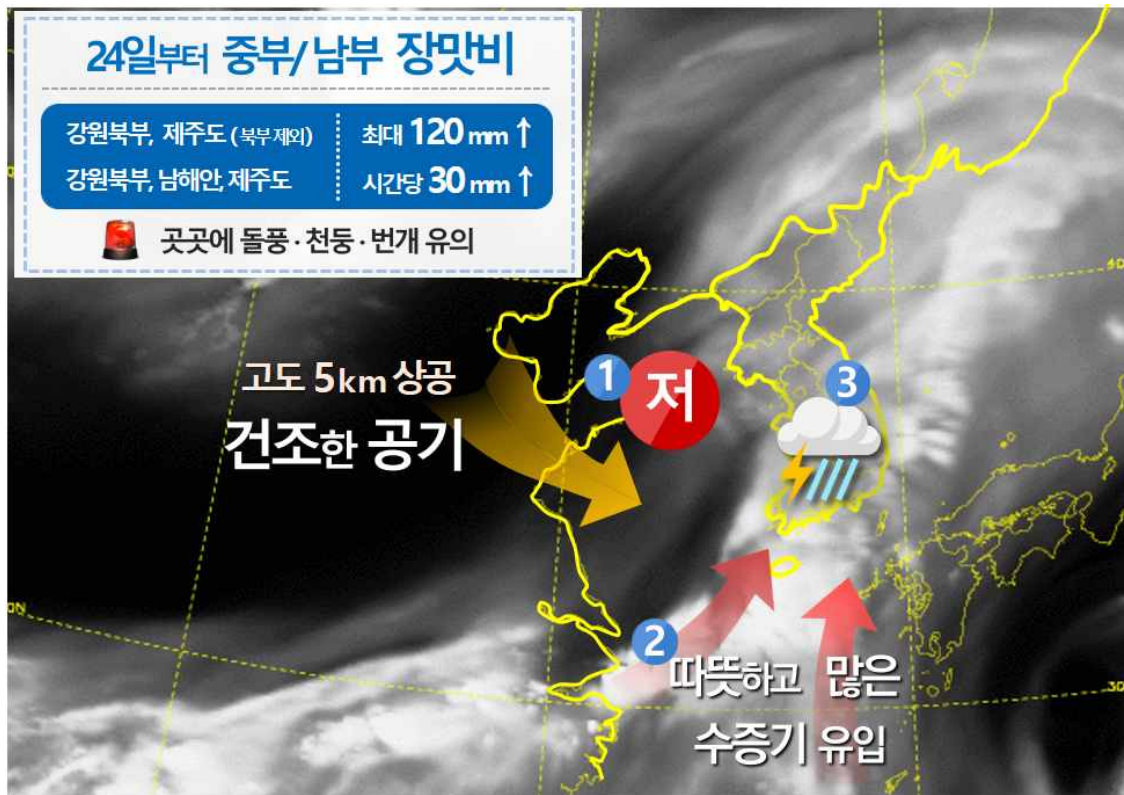 24일부터 중부/남부 장맛비
강원북부, 제주도 (북부 제외) 최대 120 mm ↑
강원북부, 남해안, 제주도 시간당 30 mm ↑
곳곳에 돌풍 · 천둥 · 번개 유의
고도 5km 상공
건조한 공기
1
저
3
2
따뜻하고 많은
수증기 유입
40
0N
30